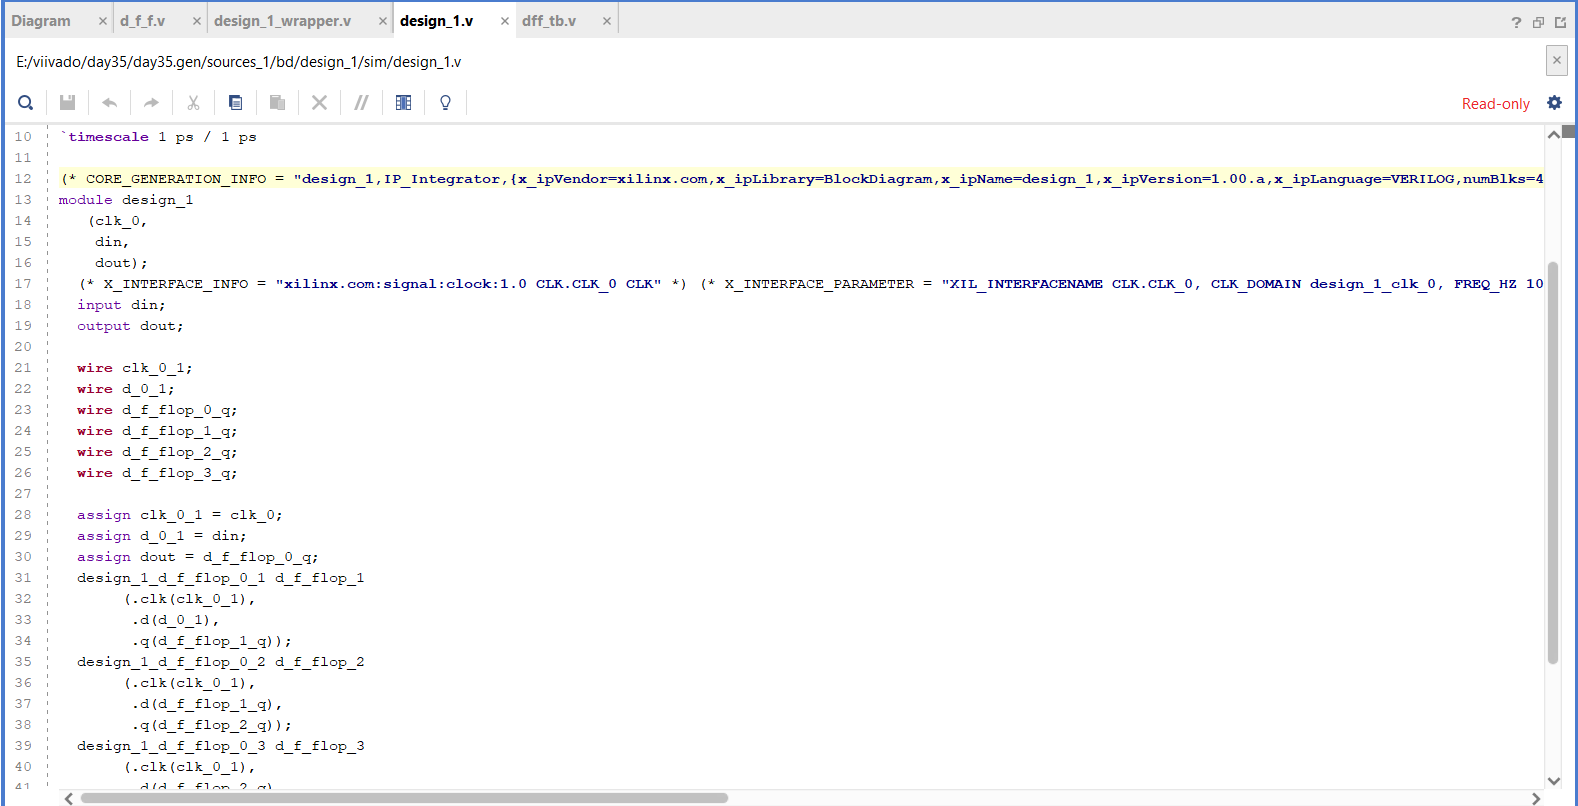 Diagram × d_f_f.v × design_1_wrapper.v × design_1.v × dff_tb.v × ?
E:/viivado/day35/day35.gen/sources_1/bd/design_1/sim/design_1.v ×
Read-only
10 `timescale 1 ps / 1 ps
11
12 (* CORE_GENERATION_INFO = "design_1,IP_Integrator,{x_ipVendor=xilinx.com,x_ipLibrary=BlockDiagram,x_ipName=design_1,x_ipVersion=1.00.a,x_ipLanguage=VERILOG,numBlks=4
13 module design_1
14 (clk_0,
15 din,
16 dout);
17 (* X_INTERFACE_INFO = "xilinx.com:signal:clock:1.0 CLK.CLK_0 CLK" *) (* X_INTERFACE_PARAMETER = "XIL_INTERFACENAME CLK.CLK_0, CLK_DOMAIN design_1_clk_0, FREQ_HZ 10
18 input din;
19 output dout;
20
21 wire clk_0_1;
22 wire d_0_1;
23 wire d_f_flop_0_q;
24 wire d_f_flop_1_q;
25 wire d_f_flop_2_q;
26 wire d_f_flop_3_q;
27
28 assign clk_0_1 = clk_0;
29 assign d_0_1 = din;
30 assign dout = d_f_flop_0_q;
31 design_1_d_f_flop_0_1 d_f_flop_1
32 (.clk(clk_0_1),
33 .d(d_0_1),
34 .q(d_f_flop_1_q));
35 design_1_d_f_flop_0_2 d_f_flop_2
36 (.clk(clk_0_1),
37 .d(d_f_flop_1_q),
38 .q(d_f_flop_2_q));
39 design_1_d_f_flop_0_3 d_f_flop_3
40 (.clk(clk_0_1),
41 .d(d_f_flop_2_q)